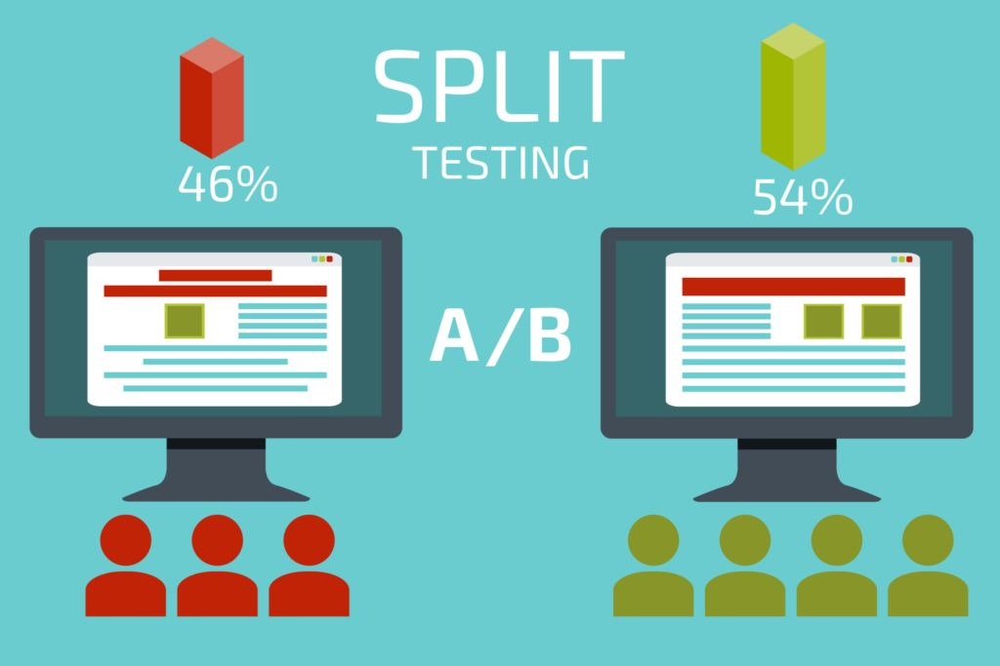 SPLIT
TESTING
46%
54%
A/B